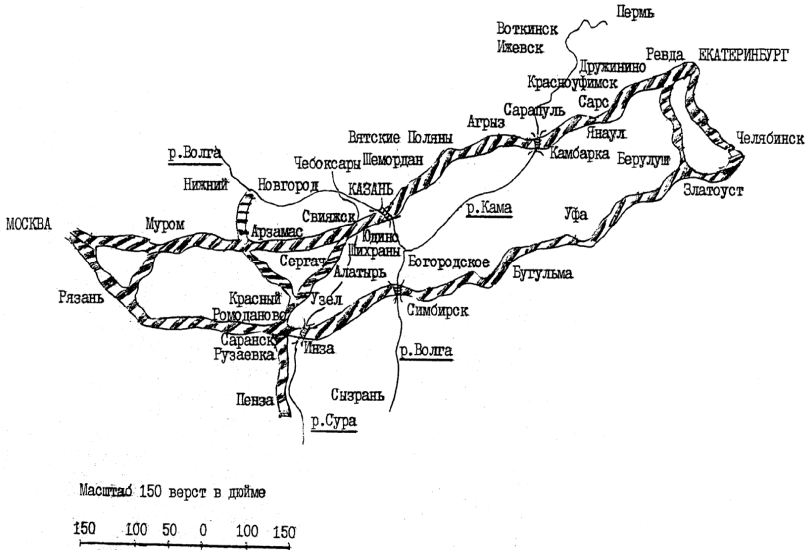 Пермь
Воткинск
Ижевск
Ревда ЕКАТЕРИНБУРГ
Дружинино
Красноуфимск
Сарс
Сарапуль
Агрыз
Янаул
Вятские Поляны
Челябинск
Камбарка
р.Волга
Чебоксары
Шемордан
Берулуш
Нижний Новгород
КАЗАНЬ
Златоуст
Свияжск
р.Кама
Уфа
МОСКВА
Муром
Арзамас
Юдино
Шихраны
Сергач
Богородское
Алатырь
Бугульма
Рязань
Красный Узел
Ромоданово
Симбирск
Саранск
Инза
Рузаевка
р.Волга
Пенза
Сызрань
р.Сура
Масштаб 150 верст в дюйме
150 100 50 0 100 150